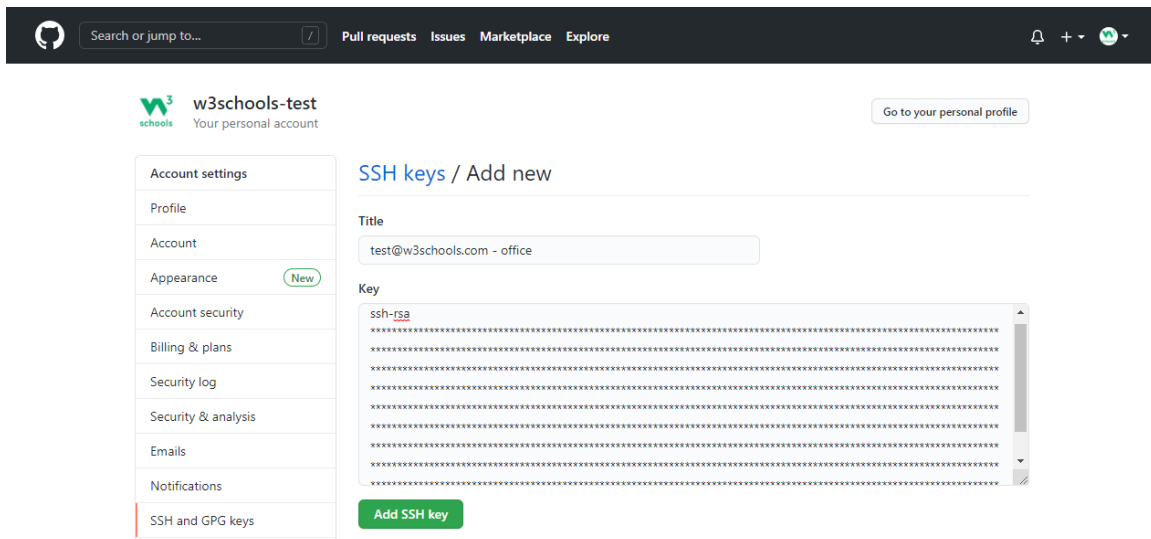 Search or jump to... /
Pull requests Issues Marketplace Explore
w3schools-test
Your personal account
Go to your personal profile
W3
schools
Account settings
Profile
Account
Appearance New
Account security
Billing & plans
Security log
Security & analysis
Emails
Notifications
SSH and GPG keys
SSH keys / Add new
Title
test@w3schools.com - office
Key
ssh-rsa
Add SSH key